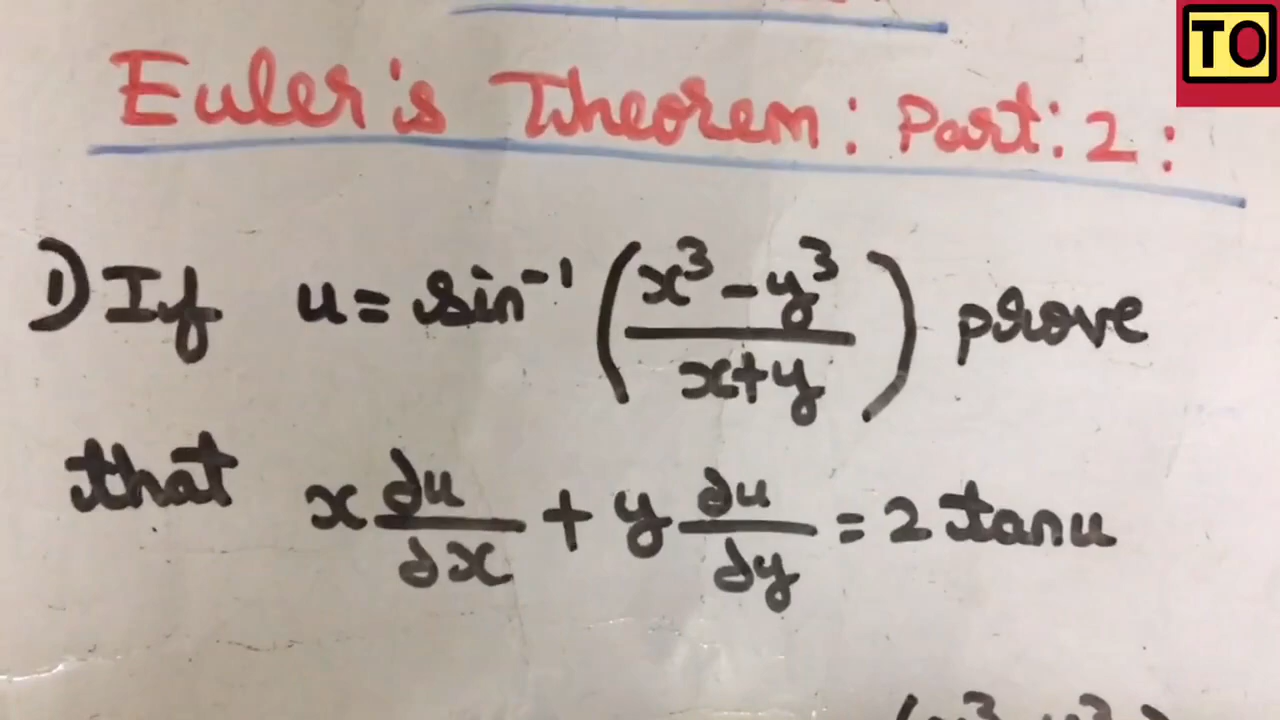 TO
Euler's Theorem: Part: 2:
1) If u = sin⁻¹ (x³ - y³ / x + y) prove
that x ∂u/∂x + y ∂u/∂y = 2 tan u